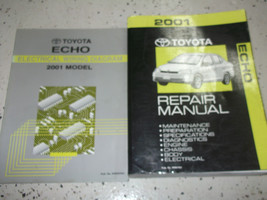 TOYOTA
ECHO
ELECTRICAL WIRING DIAGRAM
2001 MODEL
2001
TOYOTA
ECHO
REPAIR
MANUAL
•MAINTENANCE
•PREPARATION
•SPECIFICATIONS
•DIAGNOSTICS
•ENGINE
•CHASSIS
•BODY
•ELECTRICAL